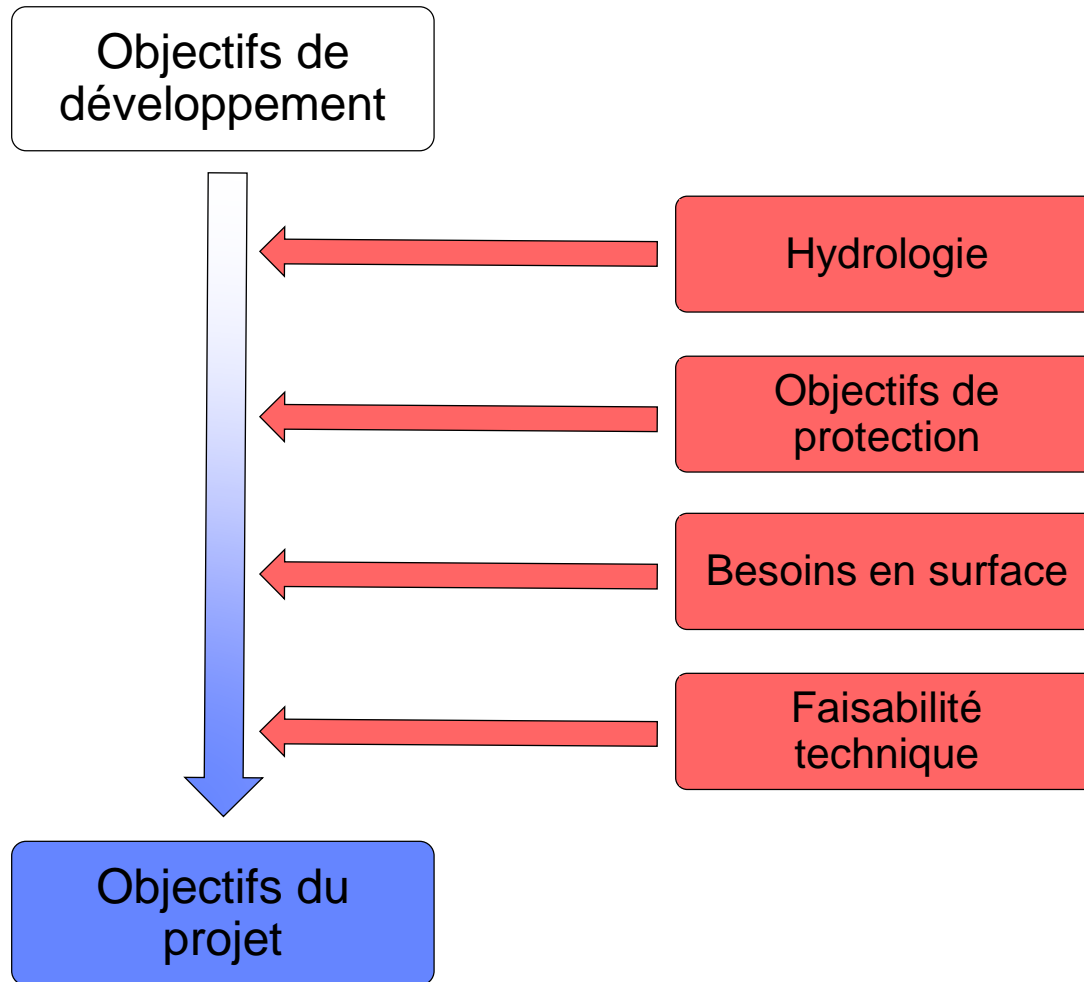 Objectifs de
développement
Hydrologie
Objectifs de
protection
Besoins en surface
Faisabilité
technique
Objectifs du
projet